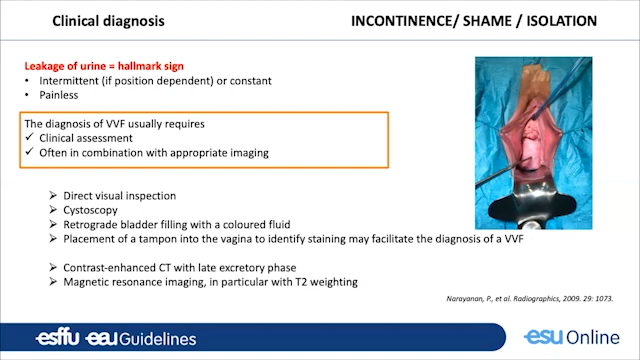 Clinical diagnosis
INCONTINENCE/ SHAME / ISOLATION
Leakage of urine = hallmark sign
• Intermittent (if position dependent) or constant
• Painless
The diagnosis of VVF usually requires
✓ Clinical assessment
✓ Often in combination with appropriate imaging
➢ Direct visual inspection
➢ Cystoscopy
➢ Retrograde bladder filling with a coloured fluid
➢ Placement of a tampon into the vagina to identify staining may facilitate the diagnosis of a VVF
➢ Contrast-enhanced CT with late excretory phase
➢ Magnetic resonance imaging, in particular with T2 weighting
Narayanan, P., et al. Radiographics, 2009. 29: 1073.
esffu eau Guidelines
esu Online